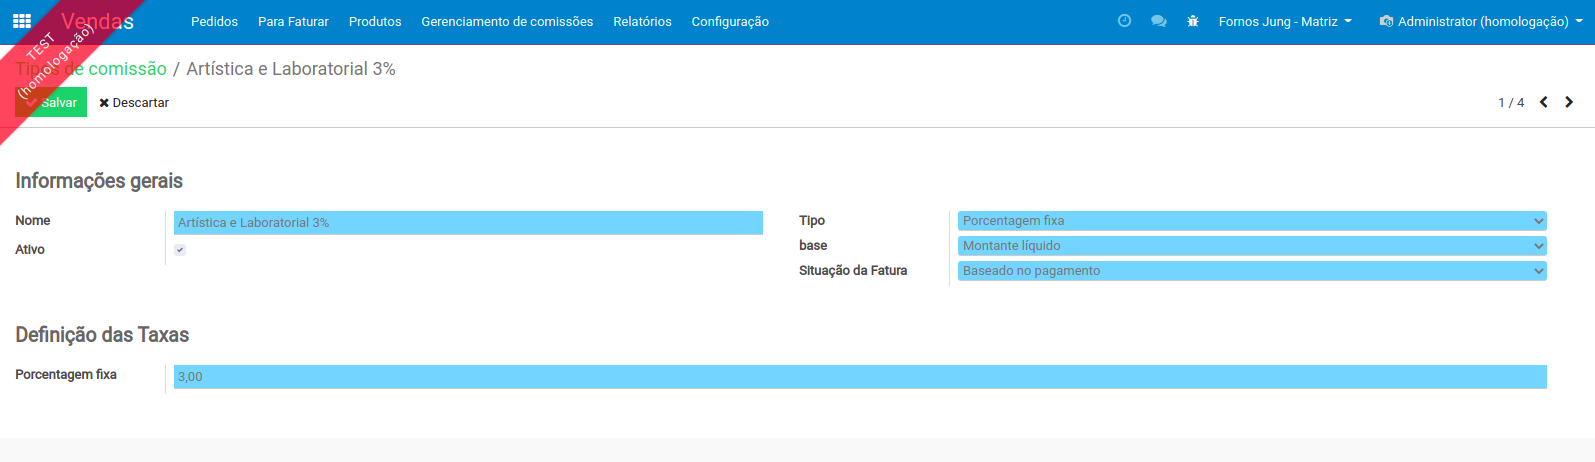 Vendas Pedidos Para Faturar Produtos Gerenciamento de comissões Relatórios Configuração Fornos Jung - Matriz Administrator (homologação)
TEST
(homologação)
Tipos de comissão / Artística e Laboratorial 3%
Salvar Descartar 1 / 4
Informações gerais
Nome Artística e Laboratorial 3% Tipo Porcentagem fixa
Ativo base Montante líquido
Situação da Fatura Baseado no pagamento
Definição das Taxas
Porcentagem fixa 3,00